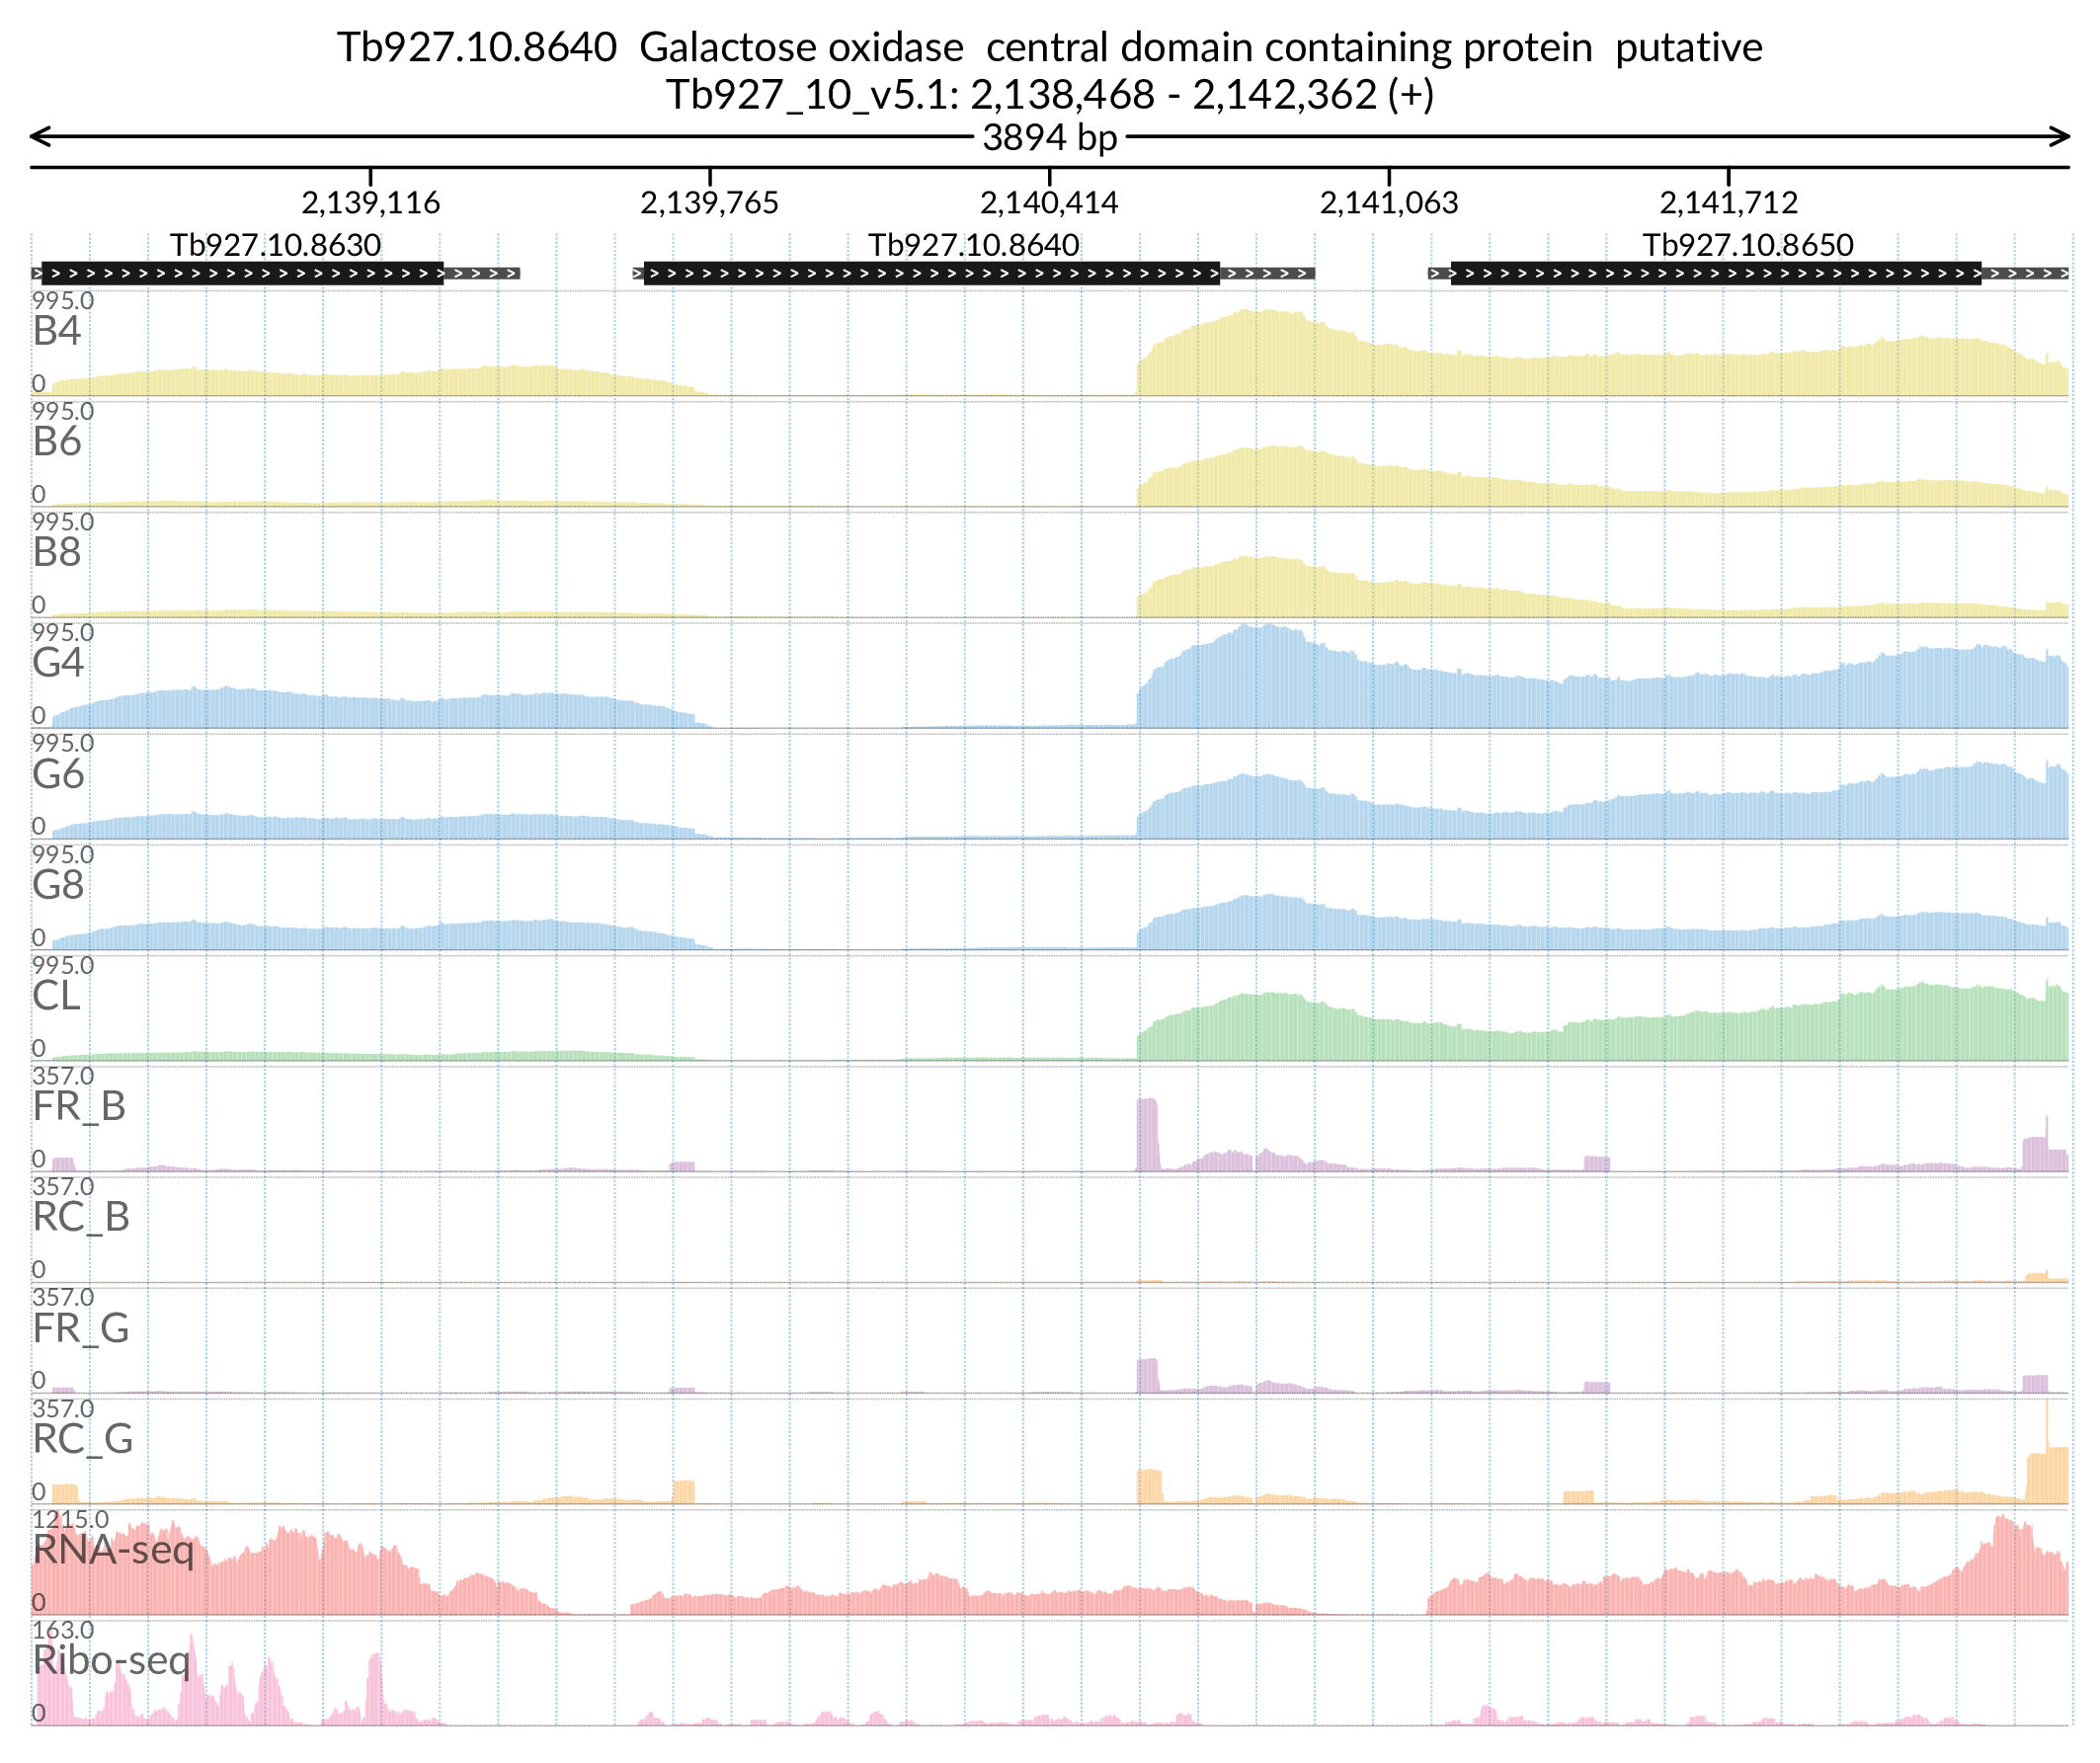 Tb927.10.8640  Galactose oxidase  central domain containing protein  putative
Tb927_10_v5.1: 2,138,468 - 2,142,362 (+)
3894 bp
2,139,116 2,139,765 2,140,414 2,141,063 2,141,712
Tb927.10.8630 Tb927.10.8640 Tb927.10.8650
995.0
B4
0
995.0
B6
0
995.0
B8
0
995.0
G4
0
995.0
G6
0
995.0
G8
0
995.0
CL
0
357.0
FR_B
0
357.0
RC_B
0
357.0
FR_G
0
357.0
RC_G
0
1215.0
RNA-seq
0
163.0
Ribo-seq
0